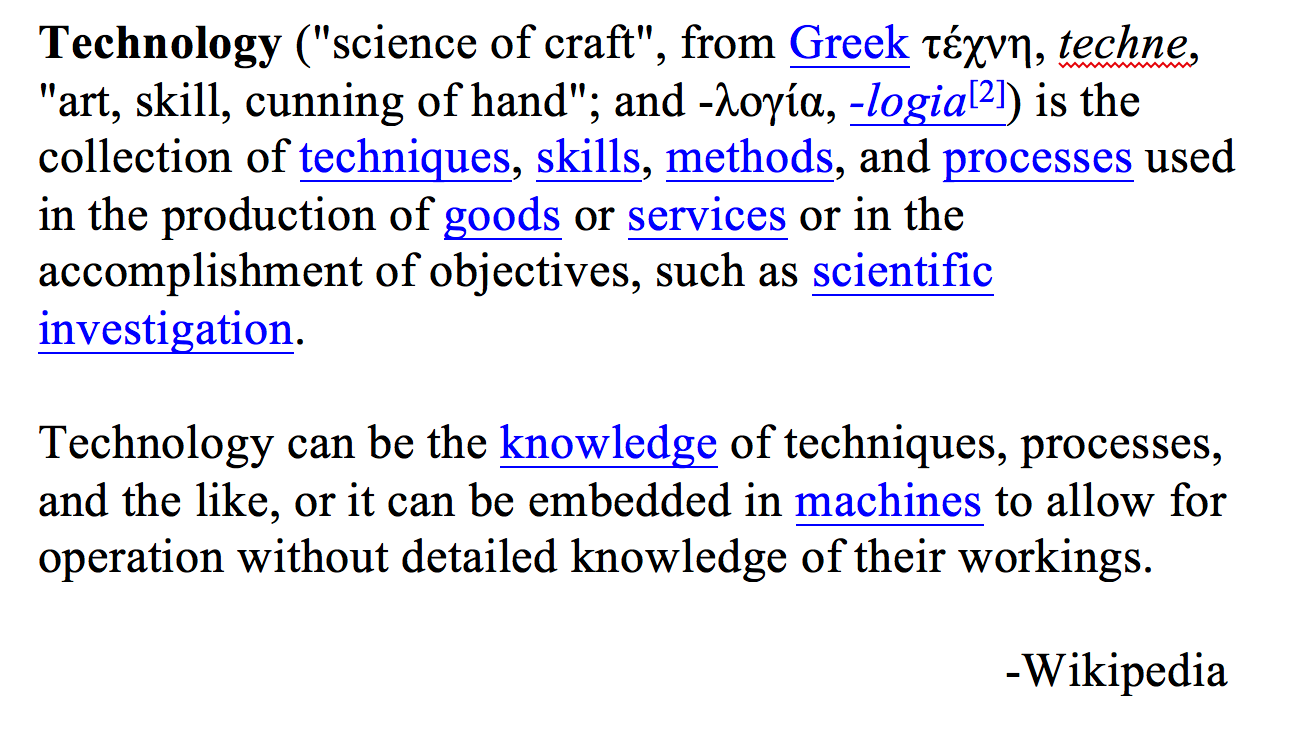 Technology ("science of craft", from Greek τέχνη, techne,
"art, skill, cunning of hand"; and -λογία, -logia[2]) is the
collection of techniques, skills, methods, and processes used
in the production of goods or services or in the
accomplishment of objectives, such as scientific
investigation.
Technology can be the knowledge of techniques, processes,
and the like, or it can be embedded in machines to allow for
operation without detailed knowledge of their workings.
-Wikipedia